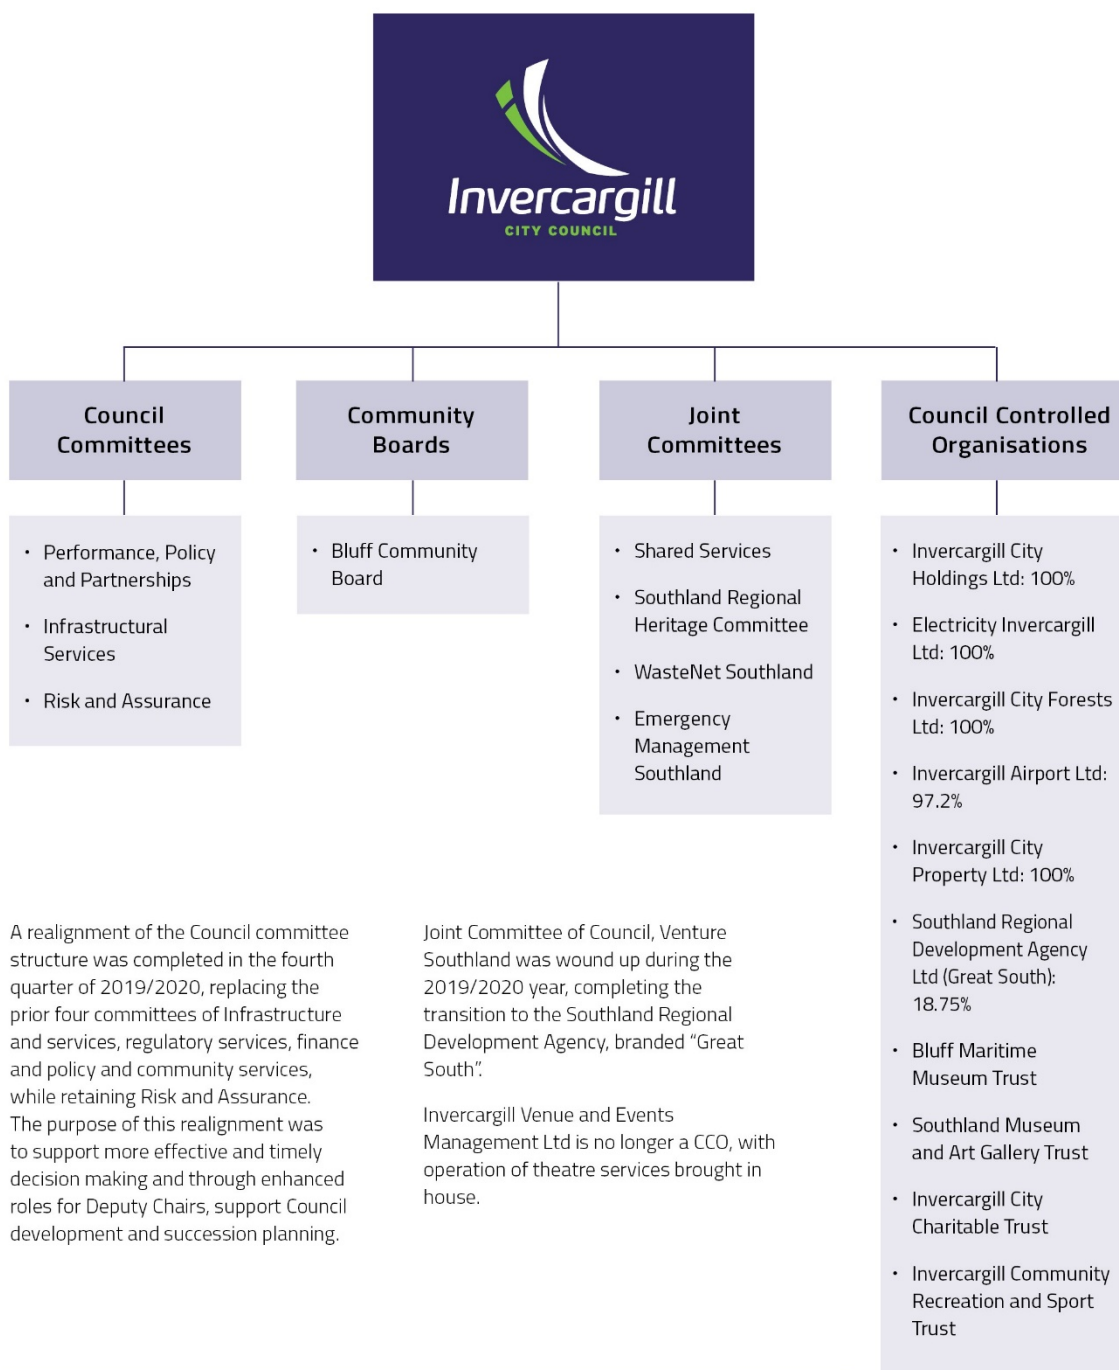 Invercargill
CITY COUNCIL
Council
Committees
• Performance, Policy
and Partnerships
• Infrastructural
Services
• Risk and Assurance
Community
Boards
• Bluff Community
Board
Joint
Committees
• Shared Services
• Southland Regional
Heritage Committee
• WasteNet Southland
• Emergency
Management
Southland
Council Controlled
Organisations
• Invercargill City
Holdings Ltd: 100%
• Electricity Invercargill
Ltd: 100%
• Invercargill City Forests
Ltd: 100%
• Invercargill Airport Ltd:
97.2%
• Invercargill City
Property Ltd: 100%
• Southland Regional
Development Agency
Ltd (Great South):
18.75%
• Bluff Maritime
Museum Trust
• Southland Museum
and Art Gallery Trust
• Invercargill City
Charitable Trust
• Invercargill Community
Recreation and Sport
Trust
A realignment of the Council committee
structure was completed in the fourth
quarter of 2019/2020, replacing the
prior four committees of Infrastructure
and services, regulatory services, finance
and policy and community services,
while retaining Risk and Assurance.
The purpose of this realignment was
to support more effective and timely
decision making and through enhanced
roles for Deputy Chairs, support Council
development and succession planning.
Joint Committee of Council, Venture
Southland was wound up during the
2019/2020 year, completing the
transition to the Southland Regional
Development Agency, branded “Great
South”.
Invercargill Venue and Events
Management Ltd is no longer a CCO, with
operation of theatre services brought in
house.